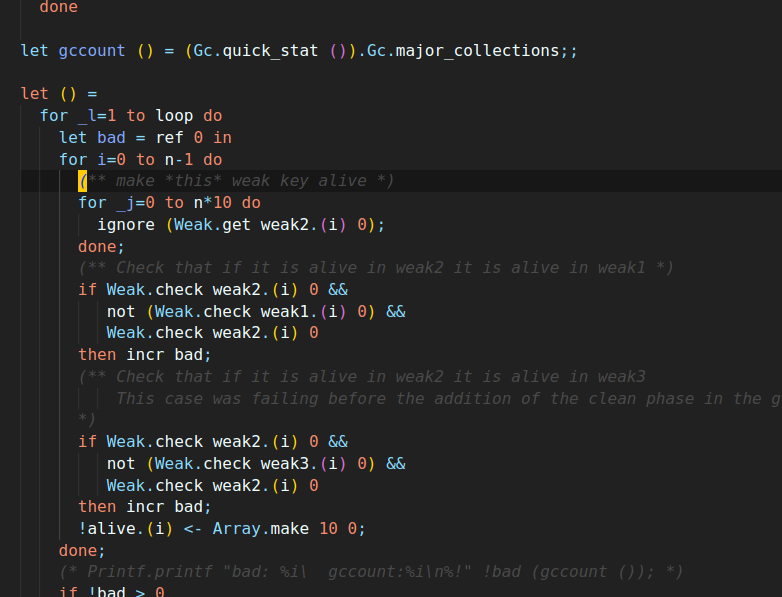 done
let gccount () = (Gc.quick_stat ()).Gc.major_collections;;
let () =
for _l=1 to loop do
let bad = ref 0 in
for i=0 to n-1 do
(** make *this* weak key alive *)
for _j=0 to n*10 do
ignore (Weak.get weak2.(i) 0);
done;
(** Check that if it is alive in weak2 it is alive in weak1 *)
if Weak.check weak2.(i) 0 &&
not (Weak.check weak1.(i) 0) &&
Weak.check weak2.(i) 0
then incr bad;
(** Check that if it is alive in weak2 it is alive in weak3
This case was failing before the addition of the clean phase in the g
*)
if Weak.check weak2.(i) 0 &&
not (Weak.check weak3.(i) 0) &&
Weak.check weak2.(i) 0
then incr bad;
!alive.(i) <- Array.make 10 0;
done;
(* Printf.printf "bad: %i\  gccount:%i\n%!" !bad (gccount ()); *)
if !bad > 0